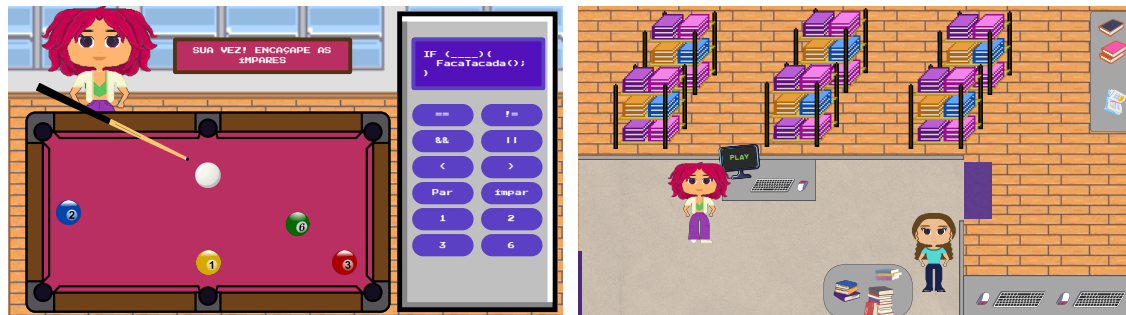 SUA VEZ! ENCAÇAPE AS
ÍMPARES
IF (____){
FacaTacada();
}
== !=
&& ||
< >
Par ímpar
1 2
3 6
2
6
1
3
PLAY